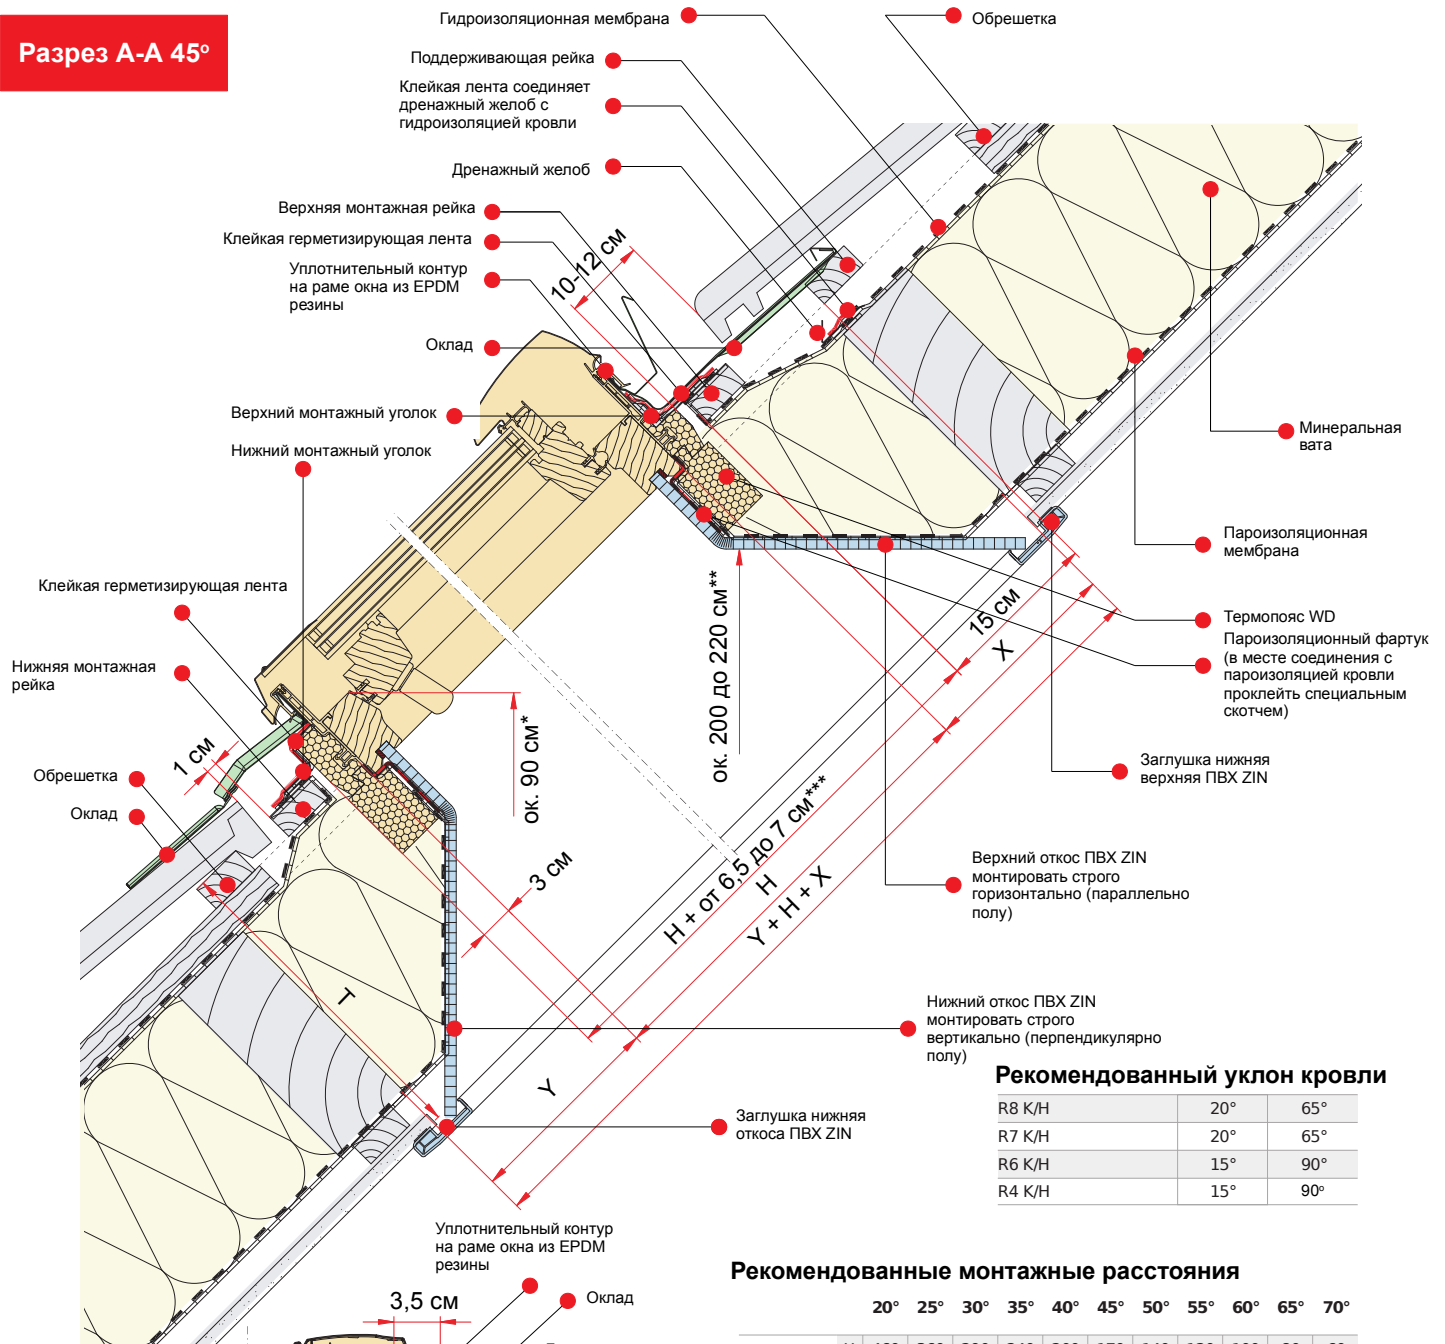 Разрез А-А 45°
Гидроизоляционная мембрана
Обрешетка
Поддерживающая рейка
Клейкая лента соединяет
дренажный желоб с
гидроизоляцией кровли
Дренажный желоб
Верхняя монтажная рейка
Клейкая герметизирующая лента
Уплотнительный контур
на раме окна из EPDM
резины
Оклад
Верхний монтажный уголок
Нижний монтажный уголок
10-12 см
Минеральная
вата
Пароизоляционная
мембрана
Термопояс WD
Пароизоляционный фартук
(в месте соединения с
пароизоляцией кровли
проклейть специальным
скотчем)
Заглушка нижняя
верхняя ПВХ ZIN
Клейкая герметизирующая лента
Нижняя монтажная
рейка
1 см
Обрешетка
Оклад
ок. 90 см*
ок. 200 до 220 см**
15 см
X
3 см
H + от 6,5 до 7 см***
H
Y + H + X
T
Y
Верхний откос ПВХ ZIN
монтировать строго
горизонтально (параллельно
полу)
Нижний откос ПВХ ZIN
монтировать строго
вертикально (перпендикулярно
полу)
Заглушка нижняя
откоса ПВХ ZIN
Рекомендованный уклон кровли
R8 K/H 20° 65°
R7 K/H 20° 65°
R6 K/H 15° 90°
R4 K/H 15° 90°
Уплотнительный контур
на раме окна из EPDM
резины
3,5 см
Оклад
Рекомендованные монтажные расстояния
20° 25° 30° 35° 40° 45° 50° 55° 60° 65° 70°